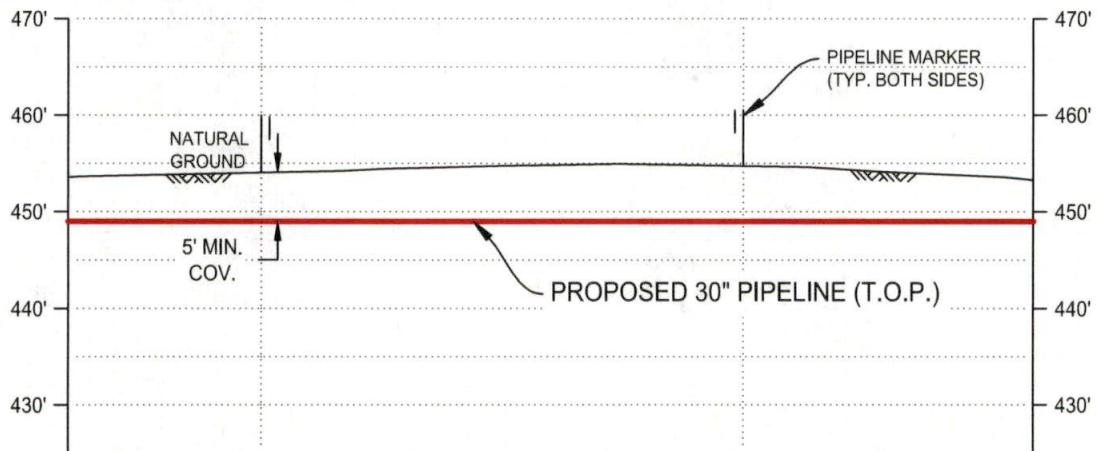 470' 470'
PIPELINE MARKER
(TYP. BOTH SIDES)
460' 460'
NATURAL
GROUND
450' 450'
5' MIN.
COV.
PROPOSED 30" PIPELINE (T.O.P.)
440' 440'
430' 430'